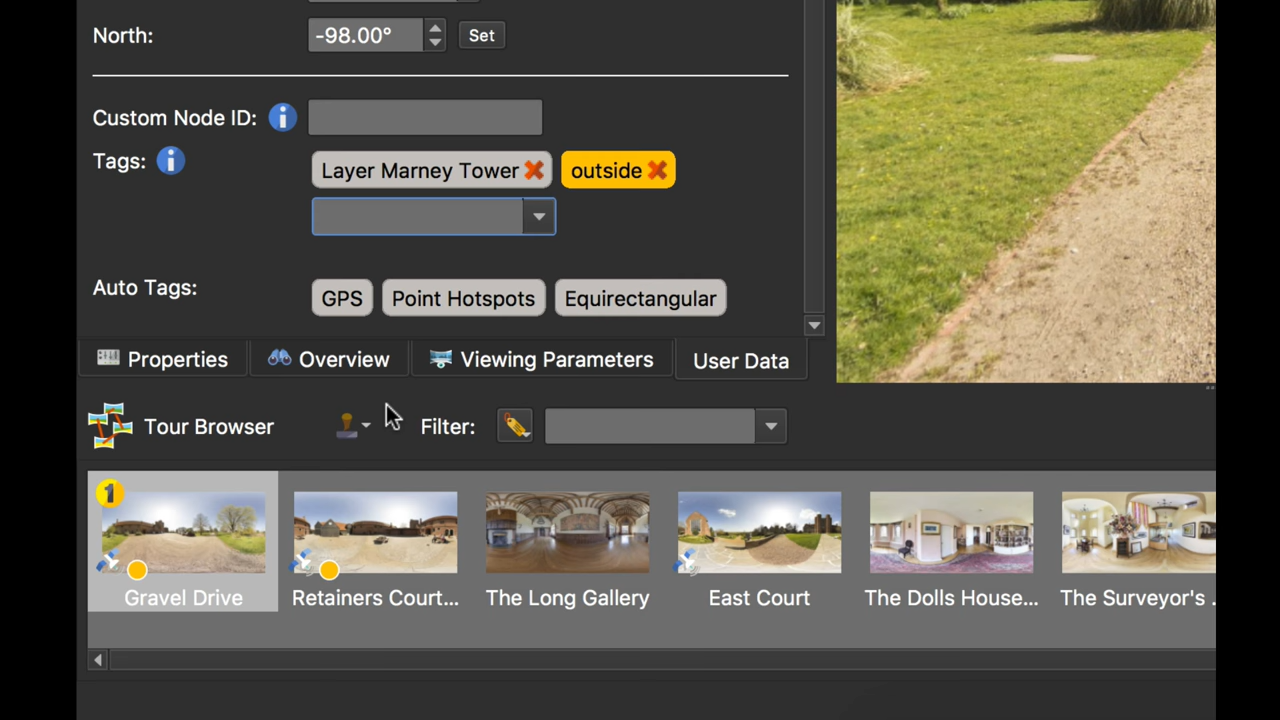 North: -98.00° Set
Custom Node ID:
Tags: Layer Marney Tower outside
Auto Tags: GPS Point Hotspots Equirectangular
Properties Overview Viewing Parameters User Data
Tour Browser Filter:
1
Gravel Drive Retainers Court... The Long Gallery East Court The Dolls House... The Surveyor's .